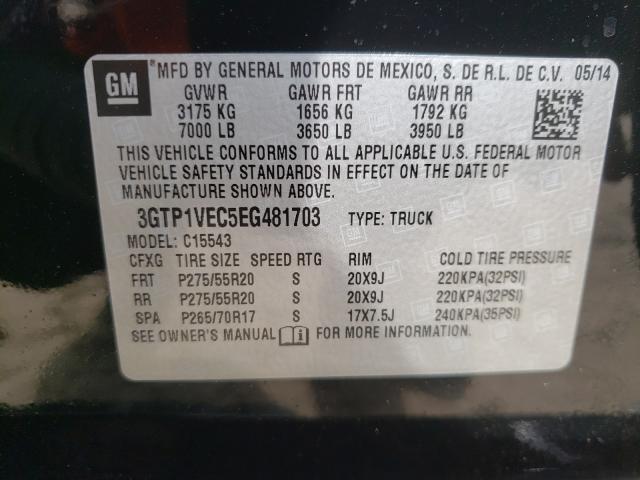 GM MFD BY GENERAL MOTORS DE MEXICO, S. DE R.L. DE C.V. 05/14
GVWR GAWR FRT GAWR RR
3175 KG 1656 KG 1792 KG
7000 LB 3650 LB 3950 LB
THIS VEHICLE CONFORMS TO ALL APPLICABLE U.S. FEDERAL MOTOR
VEHICLE SAFETY STANDARDS IN EFFECT ON THE DATE OF
MANUFACTURE SHOWN ABOVE.
3GTP1VEC5EG481703 TYPE: TRUCK
MODEL: C15543
CFXG TIRE SIZE SPEED RTG RIM COLD TIRE PRESSURE
FRT P275/55R20 S 20X9J 220KPA(32PSI)
RR P275/55R20 S 20X9J 220KPA(32PSI)
SPA P265/70R17 S 17X7.5J 240KPA(35PSI)
SEE OWNER'S MANUAL FOR MORE INFORMATION.